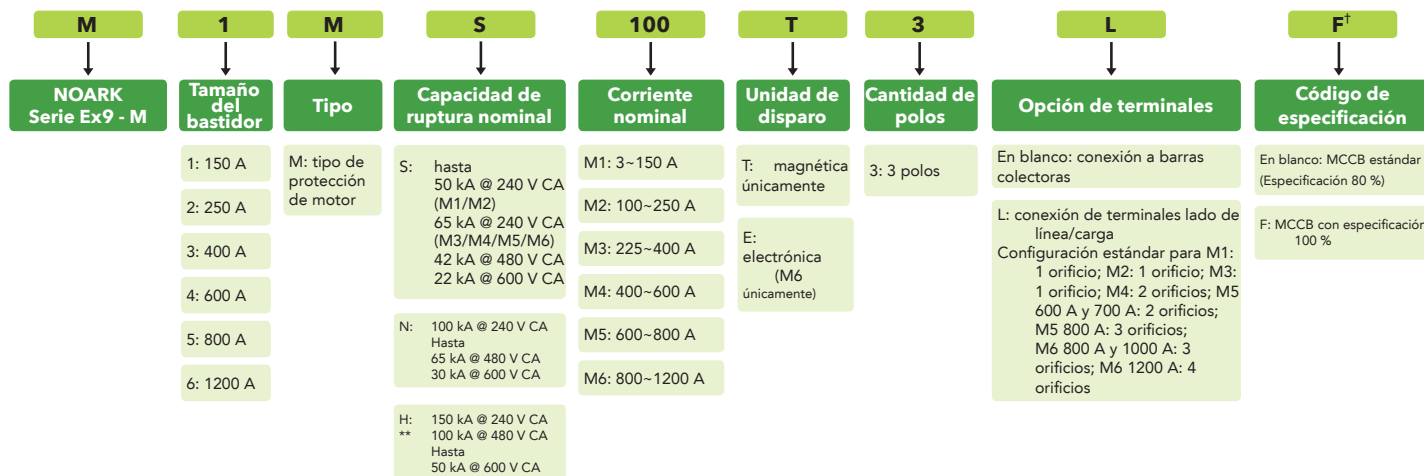 M
1
M
S
100
T
3
L
F†
NOARK
Serie Ex9 - M
Tamaño
del
bastidor
Tipo
Capacidad de
ruptura nominal
Corriente
nominal
Unidad de
disparo
Cantidad de
polos
Opción de terminales
Código de
especificación
1: 150 A
2: 250 A
3: 400 A
4: 600 A
5: 800 A
6: 1200 A
M: tipo de
protección
de motor
S: hasta
50 kA @ 240 V CA
(M1/M2)
65 kA @ 240 V CA
(M3/M4/M5/M6)
42 kA @ 480 V CA
22 kA @ 600 V CA
N: 100 kA @ 240 V CA
Hasta
65 kA @ 480 V CA
30 kA @ 600 V CA
H: 150 kA @ 240 V CA
** 100 kA @ 480 V CA
Hasta
50 kA @ 600 V CA
M1: 3~150 A
M2: 100~250 A
M3: 225~400 A
M4: 400~600 A
M5: 600~800 A
M6: 800~1200 A
T: magnética
únicamente
E:
electrónica
(M6
únicamente)
3: 3 polos
En blanco: conexión a barras
colectoras
L: conexión de terminales lado de
línea/carga
Configuración estándar para M1:
1 orificio; M2: 1 orificio; M3:
1 orificio; M4: 2 orificios; M5
600 A y 700 A: 2 orificios;
M5 800 A: 3 orificios;
M6 800 A y 1000 A: 3
orificios; M6 1200 A: 4
orificios
En blanco: MCCB estándar
(Especificación 80 %)
F: MCCB con especificación
100 %